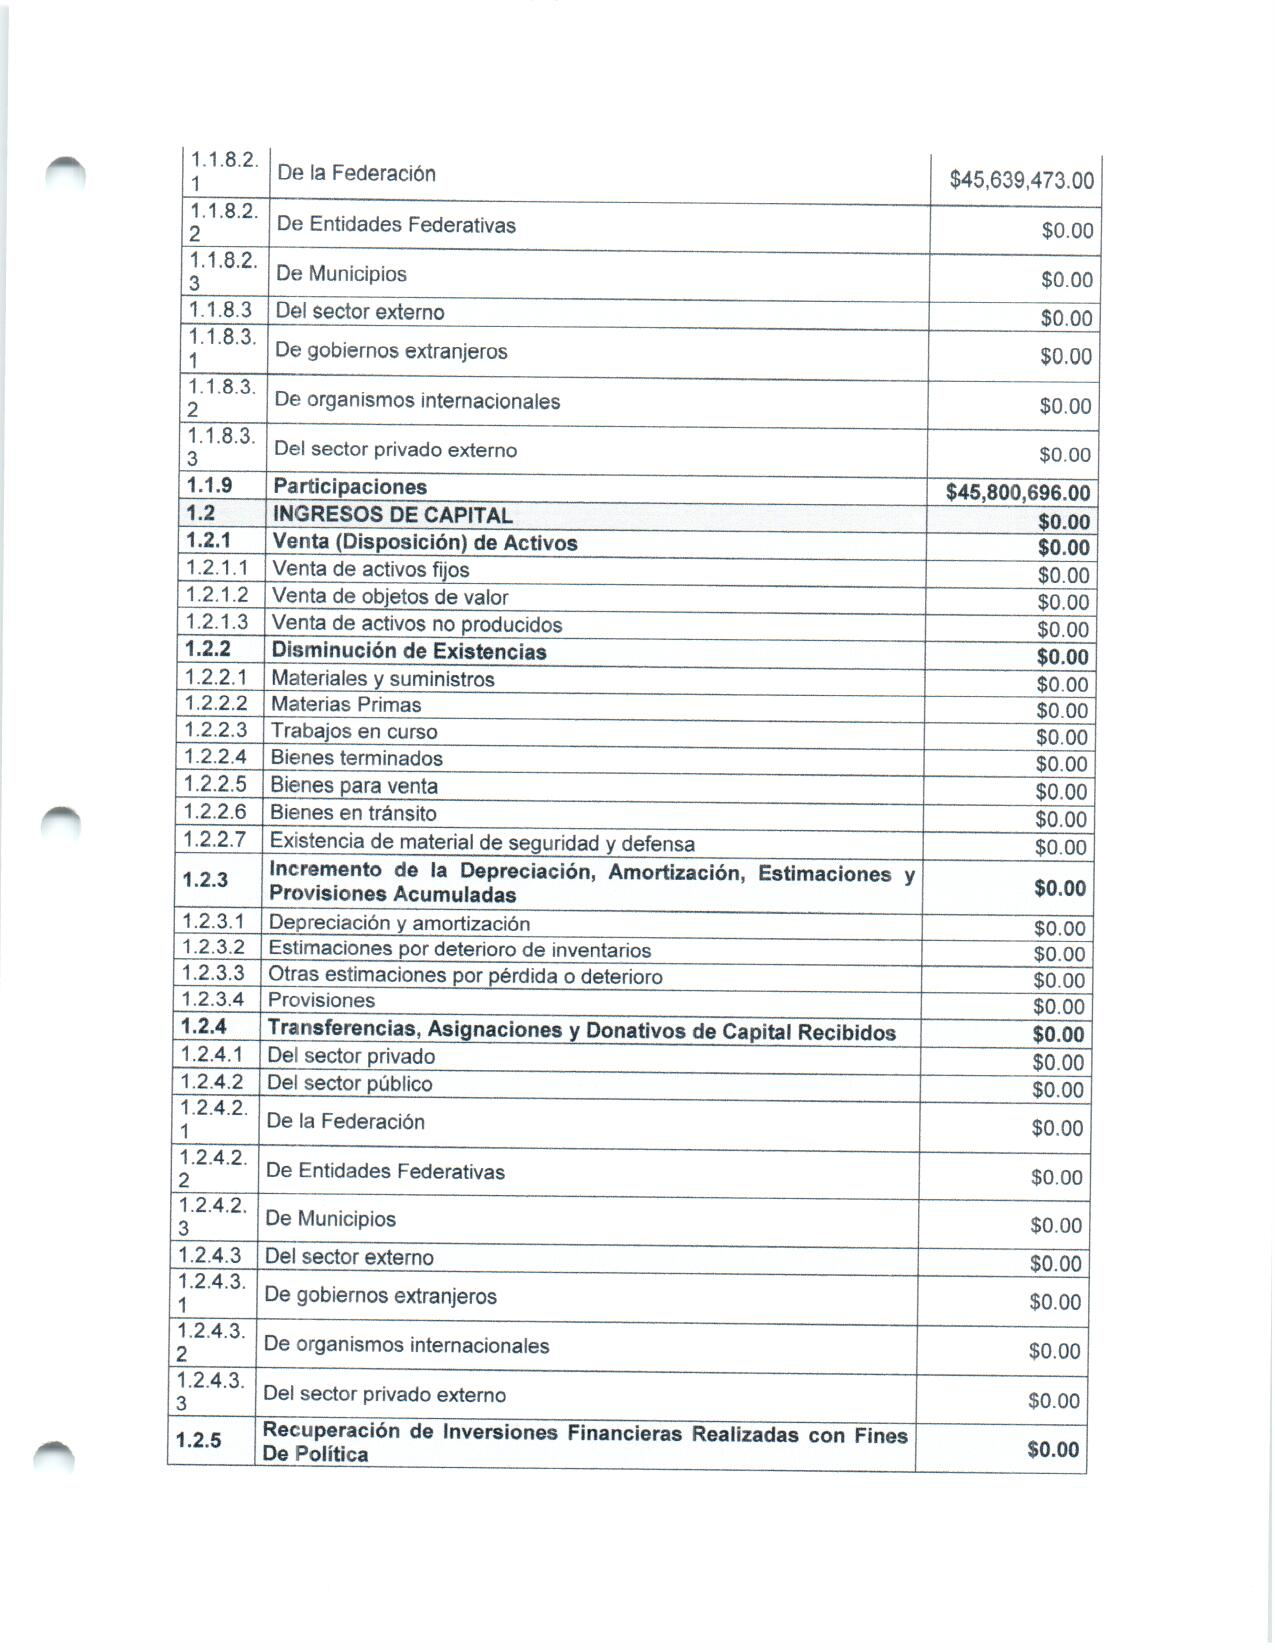 1.1.8.2.
1 De la Federación $45,639,473.00
1.1.8.2.
2 De Entidades Federativas $0.00
1.1.8.2.
3 De Municipios $0.00
1.1.8.3 Del sector externo $0.00
1.1.8.3.
1 De gobiernos extranjeros $0.00
1.1.8.3.
2 De organismos internacionales $0.00
1.1.8.3.
3 Del sector privado externo $0.00
1.1.9 Participaciones $45,800,696.00
1.2 INGRESOS DE CAPITAL $0.00
1.2.1 Venta (Disposición) de Activos $0.00
1.2.1.1 Venta de activos fijos $0.00
1.2.1.2 Venta de objetos de valor $0.00
1.2.1.3 Venta de activos no producidos $0.00
1.2.2 Disminución de Existencias $0.00
1.2.2.1 Materiales y suministros $0.00
1.2.2.2 Materias Primas $0.00
1.2.2.3 Trabajos en curso $0.00
1.2.2.4 Bienes terminados $0.00
1.2.2.5 Bienes para venta $0.00
1.2.2.6 Bienes en tránsito $0.00
1.2.2.7 Existencia de material de seguridad y defensa $0.00
1.2.3 Incremento de la Depreciación, Amortización, Estimaciones y
Provisiones Acumuladas $0.00
1.2.3.1 Depreciación y amortización $0.00
1.2.3.2 Estimaciones por deterioro de inventarios $0.00
1.2.3.3 Otras estimaciones por pérdida o deterioro $0.00
1.2.3.4 Provisiones $0.00
1.2.4 Transferencias, Asignaciones y Donativos de Capital Recibidos $0.00
1.2.4.1 Del sector privado $0.00
1.2.4.2 Del sector público $0.00
1.2.4.2.
1 De la Federación $0.00
1.2.4.2.
2 De Entidades Federativas $0.00
1.2.4.2.
3 De Municipios $0.00
1.2.4.3 Del sector externo $0.00
1.2.4.3.
1 De gobiernos extranjeros $0.00
1.2.4.3.
2 De organismos internacionales $0.00
1.2.4.3.
3 Del sector privado externo $0.00
1.2.5 Recuperación de Inversiones Financieras Realizadas con Fines
De Política $0.00